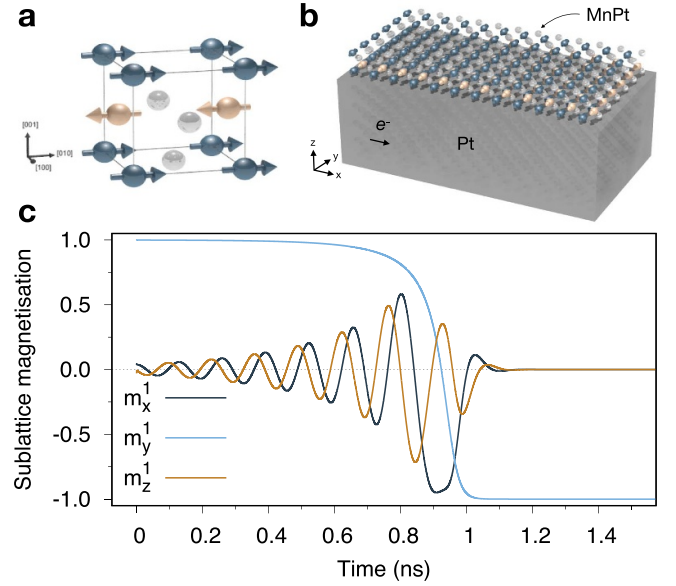 a
[001]
[010]
[100]
b
MnPt
e-
Pt
z
y
x
c
Sublattice magnetisation
1.0
0.5
0.0
-0.5
-1.0
m¹ₓ
m¹ᵧ
m¹z
0 0.2 0.4 0.6 0.8 1 1.2 1.4
Time (ns)